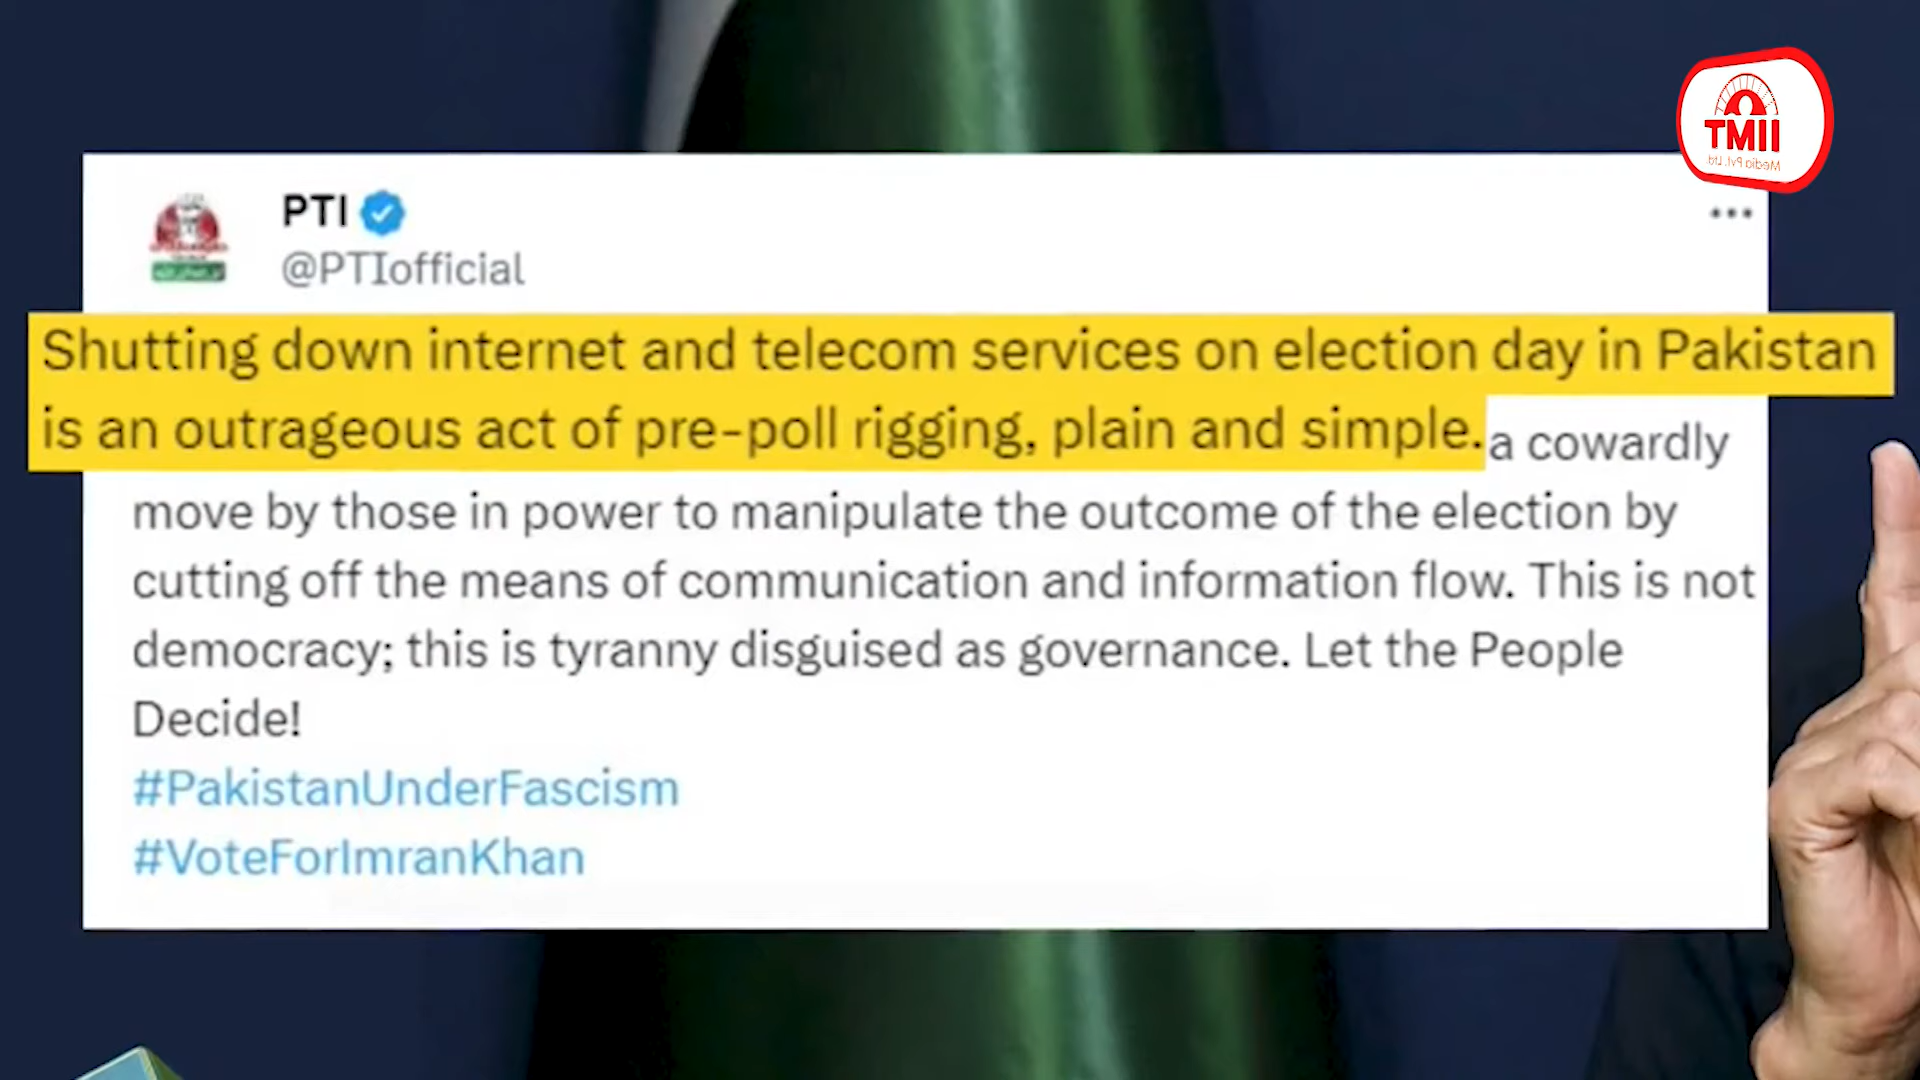 TMII
Media Pvt. Ltd
PTI
@PTIofficial
Shutting down internet and telecom services on election day in Pakistan
is an outrageous act of pre-poll rigging, plain and simple.
a cowardly
move by those in power to manipulate the outcome of the election by
cutting off the means of communication and information flow. This is not
democracy; this is tyranny disguised as governance. Let the People
Decide!
#PakistanUnderFascism
#VoteForImranKhan